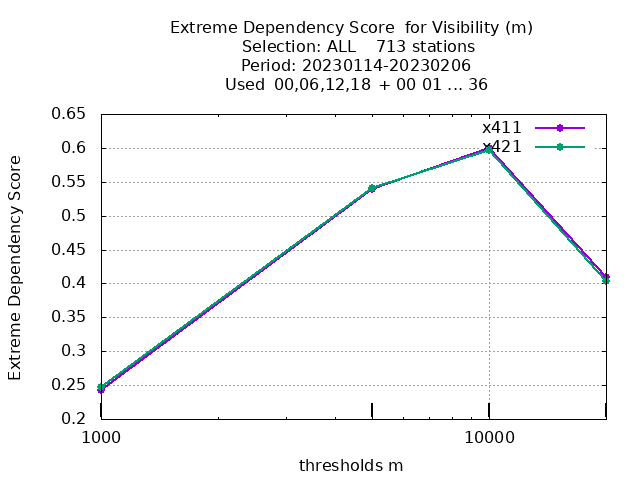 Extreme Dependency Score  for Visibility (m)
Selection: ALL    713 stations
Period: 20230114-20230206
Used  00,06,12,18  + 00 01 ... 36
0.65
0.6
0.55
0.5
0.45
0.4
0.35
0.3
0.25
0.2
Extreme Dependency Score
x411
x421
1000
10000
thresholds m